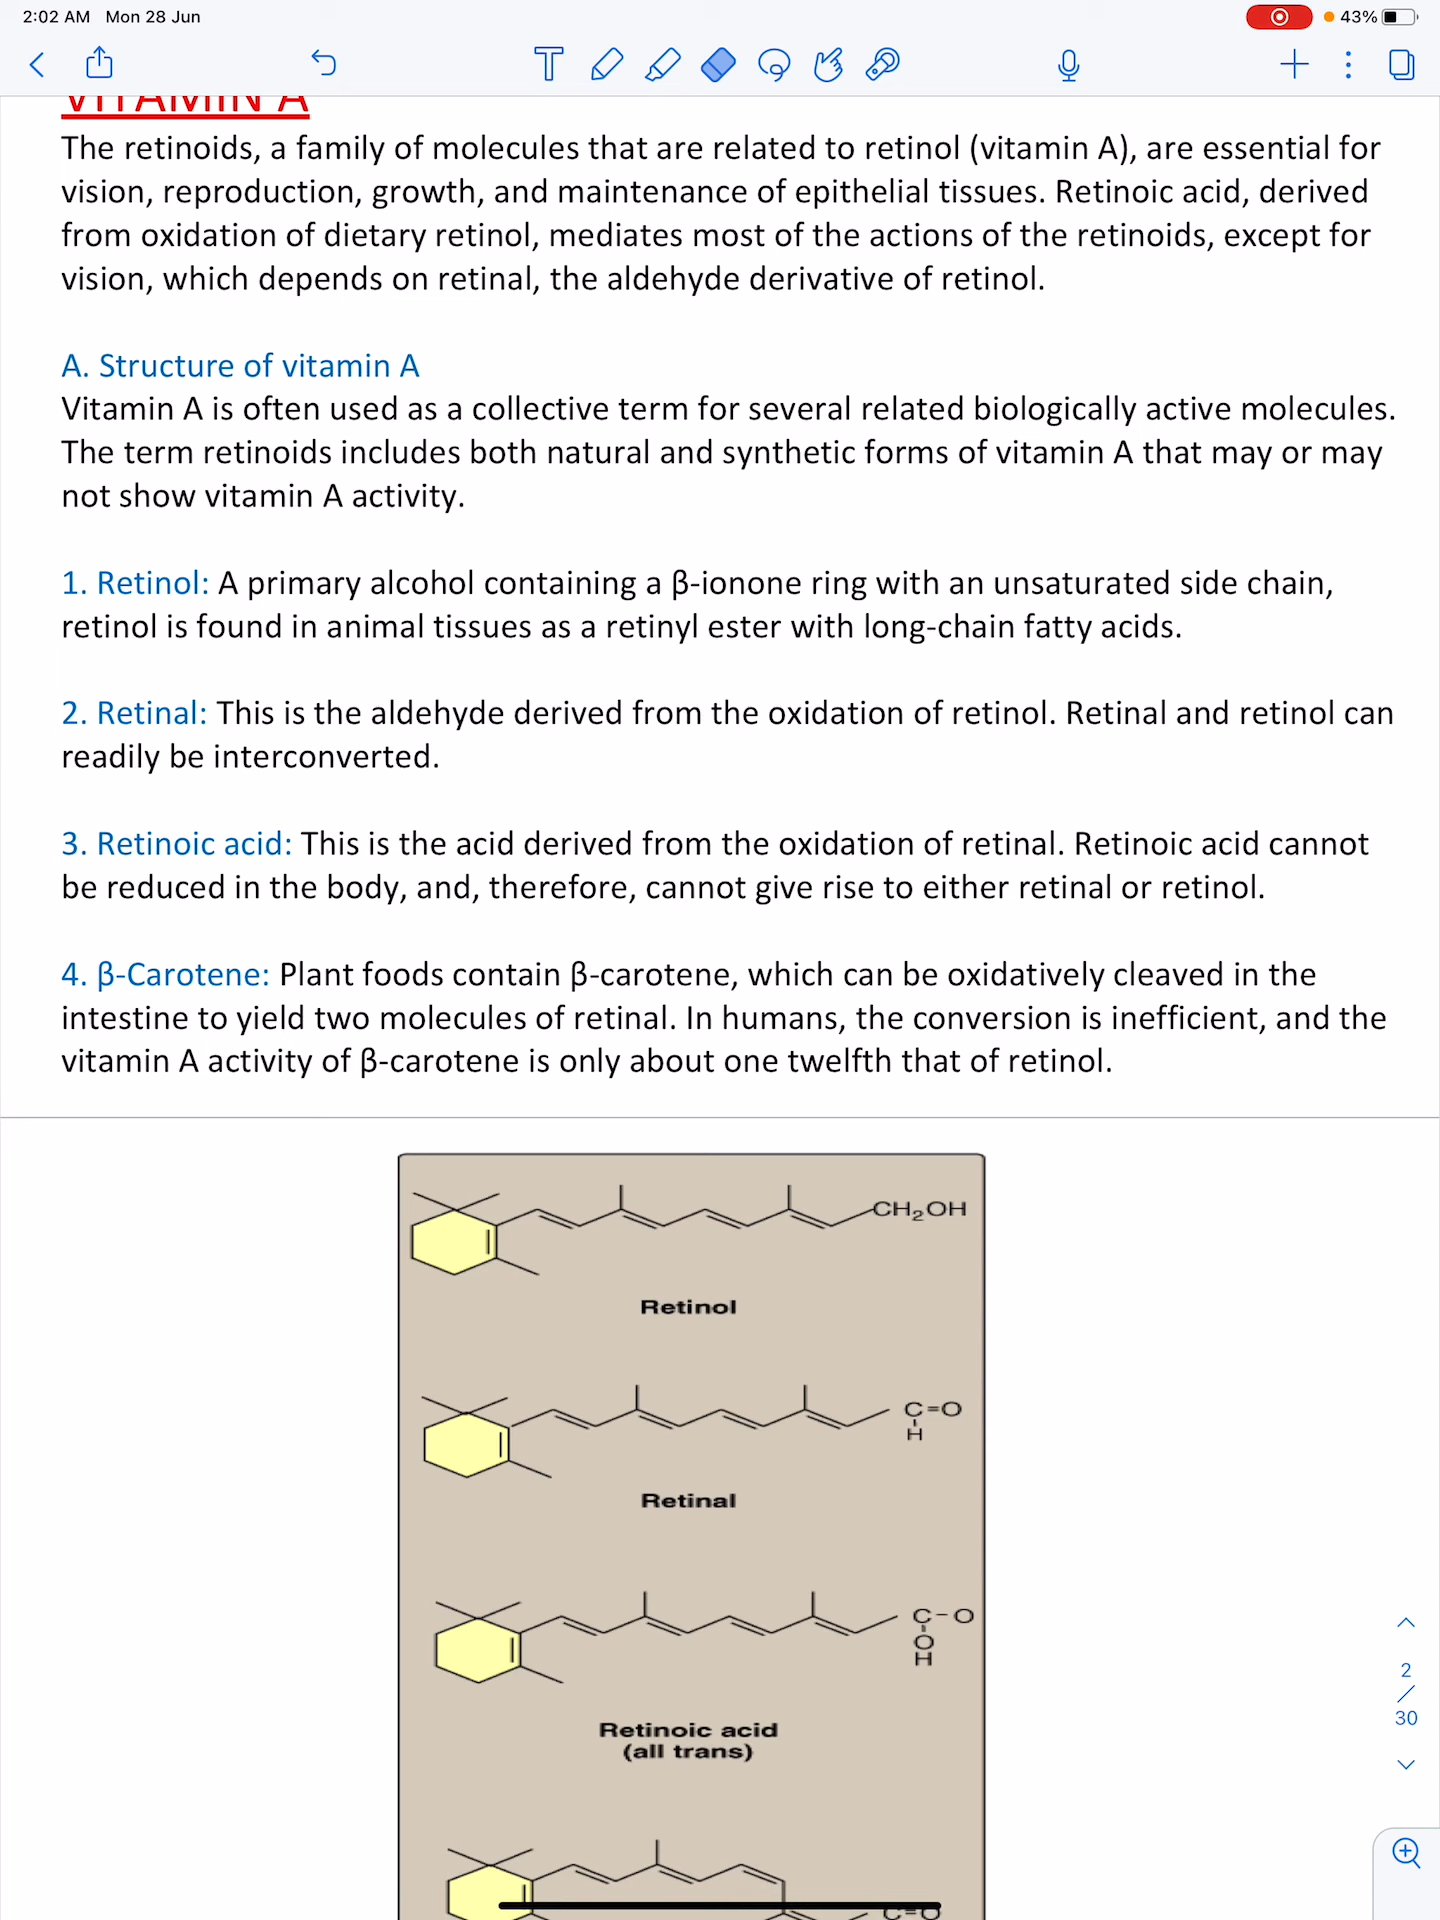 2:02 AM Mon 28 Jun
43%
VITAMIN A
The retinoids, a family of molecules that are related to retinol (vitamin A), are essential for
vision, reproduction, growth, and maintenance of epithelial tissues. Retinoic acid, derived
from oxidation of dietary retinol, mediates most of the actions of the retinoids, except for
vision, which depends on retinal, the aldehyde derivative of retinol.
A. Structure of vitamin A
Vitamin A is often used as a collective term for several related biologically active molecules.
The term retinoids includes both natural and synthetic forms of vitamin A that may or may
not show vitamin A activity.
1. Retinol: A primary alcohol containing a β-ionone ring with an unsaturated side chain,
retinol is found in animal tissues as a retinyl ester with long-chain fatty acids.
2. Retinal: This is the aldehyde derived from the oxidation of retinol. Retinal and retinol can
readily be interconverted.
3. Retinoic acid: This is the acid derived from the oxidation of retinal. Retinoic acid cannot
be reduced in the body, and, therefore, cannot give rise to either retinal or retinol.
4. β-Carotene: Plant foods contain β-carotene, which can be oxidatively cleaved in the
intestine to yield two molecules of retinal. In humans, the conversion is inefficient, and the
vitamin A activity of β-carotene is only about one twelfth that of retinol.
CH₂OH
Retinol
C=O
H
Retinal
C-O
O
H
Retinoic acid
(all trans)
C=O
2
/
30